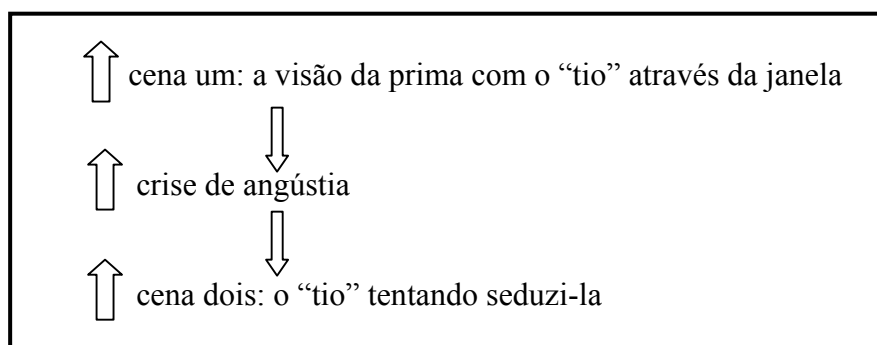 cena um: a visão da prima com o “tio” através da janela
crise de angústia
cena dois: o “tio” tentando seduzi-la